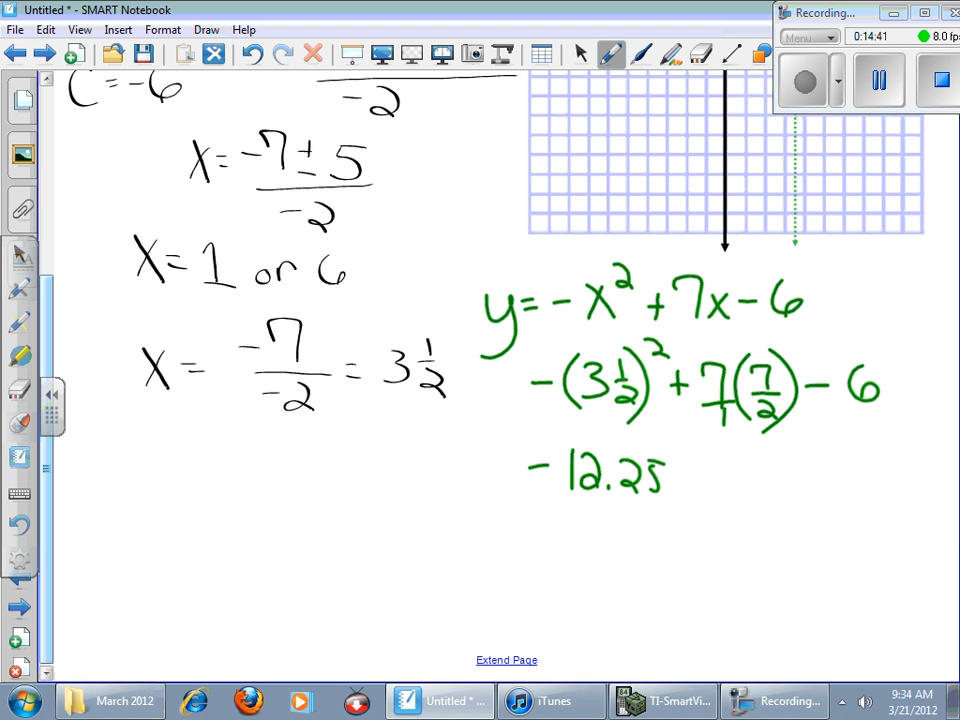 Untitled * - SMART Notebook
File Edit View Insert Format Tools Draw Help
Recording...
Menu
0:14:41 8.0 fps
C = -6
-2
x = -7 ± 5
-2
x = 1 or 6
x = -7 / -2 = 3 1/2
y = -x² + 7x - 6
-(3 1/2)² + 7/1 (7/2) - 6
-12.25
Extend Page
March 2012
Untitled * ...
iTunes
TI-SmartVi...
Recording...
9:34 AM
3/21/2012